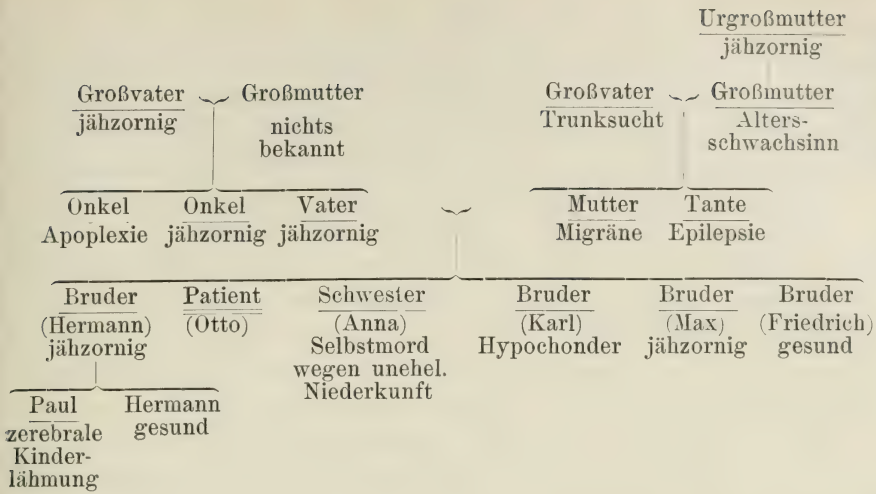 Urgroßmutter
jähzornig
Großvater Großmutter Großvater Großmutter
jähzornig nichts Trunksucht Alters-
bekannt schwachsinn
Onkel Onkel Vater Mutter Tante
Apoplexie jähzornig jähzornig Migräne Epilepsie
Bruder Patient Schwester Bruder Bruder Bruder
(Hermann) (Otto) (Anna) (Karl) (Max) (Friedrich)
jähzornig Selbstmord Hypochonder jähzornig gesund
wegen unehel.
Niederkunft
Paul Hermann
zerebrale gesund
Kinder-
lähmung